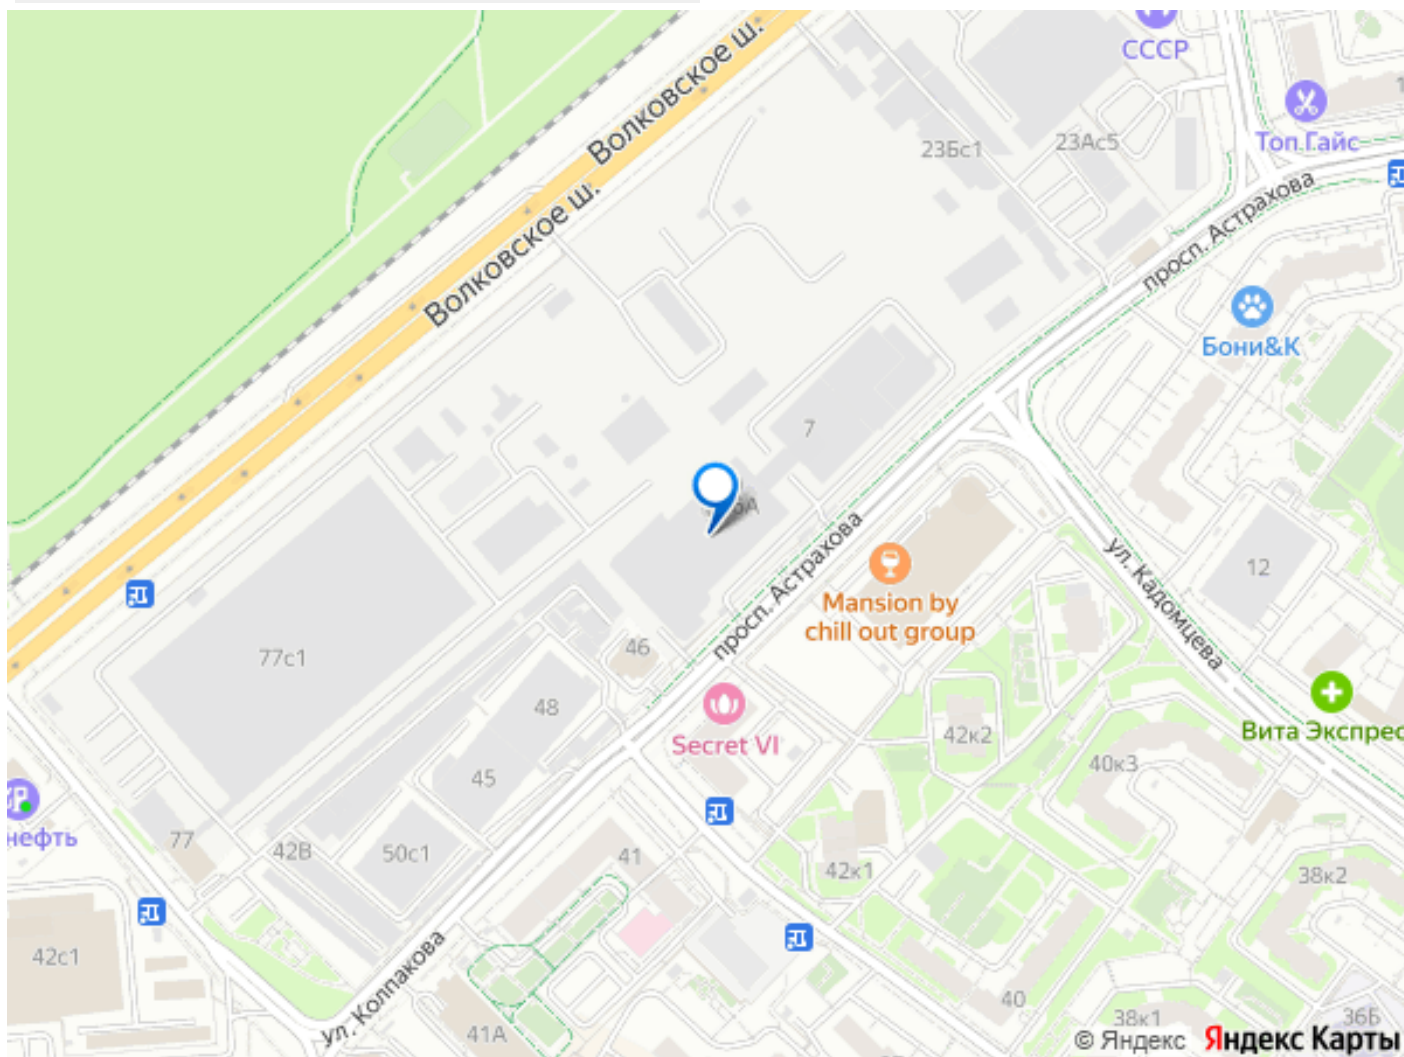 СССР
Волковское ш.
Топ Гайс
23Бс1
23Ас5
просп. Астрахова
Волковское ш.
Бони&К
7
просп. Астрахова
ул. Кадомцева
12
Mansion by
chill out group
46
77с1
48
Secret VI
42к2
Вита Экспрес
40к3
45
нефть
77
42В
50с1
41
42к1
38к2
42с1
ул. Колпакова
40
41А
38к1
36Б
© Яндекс Яндекс Карты